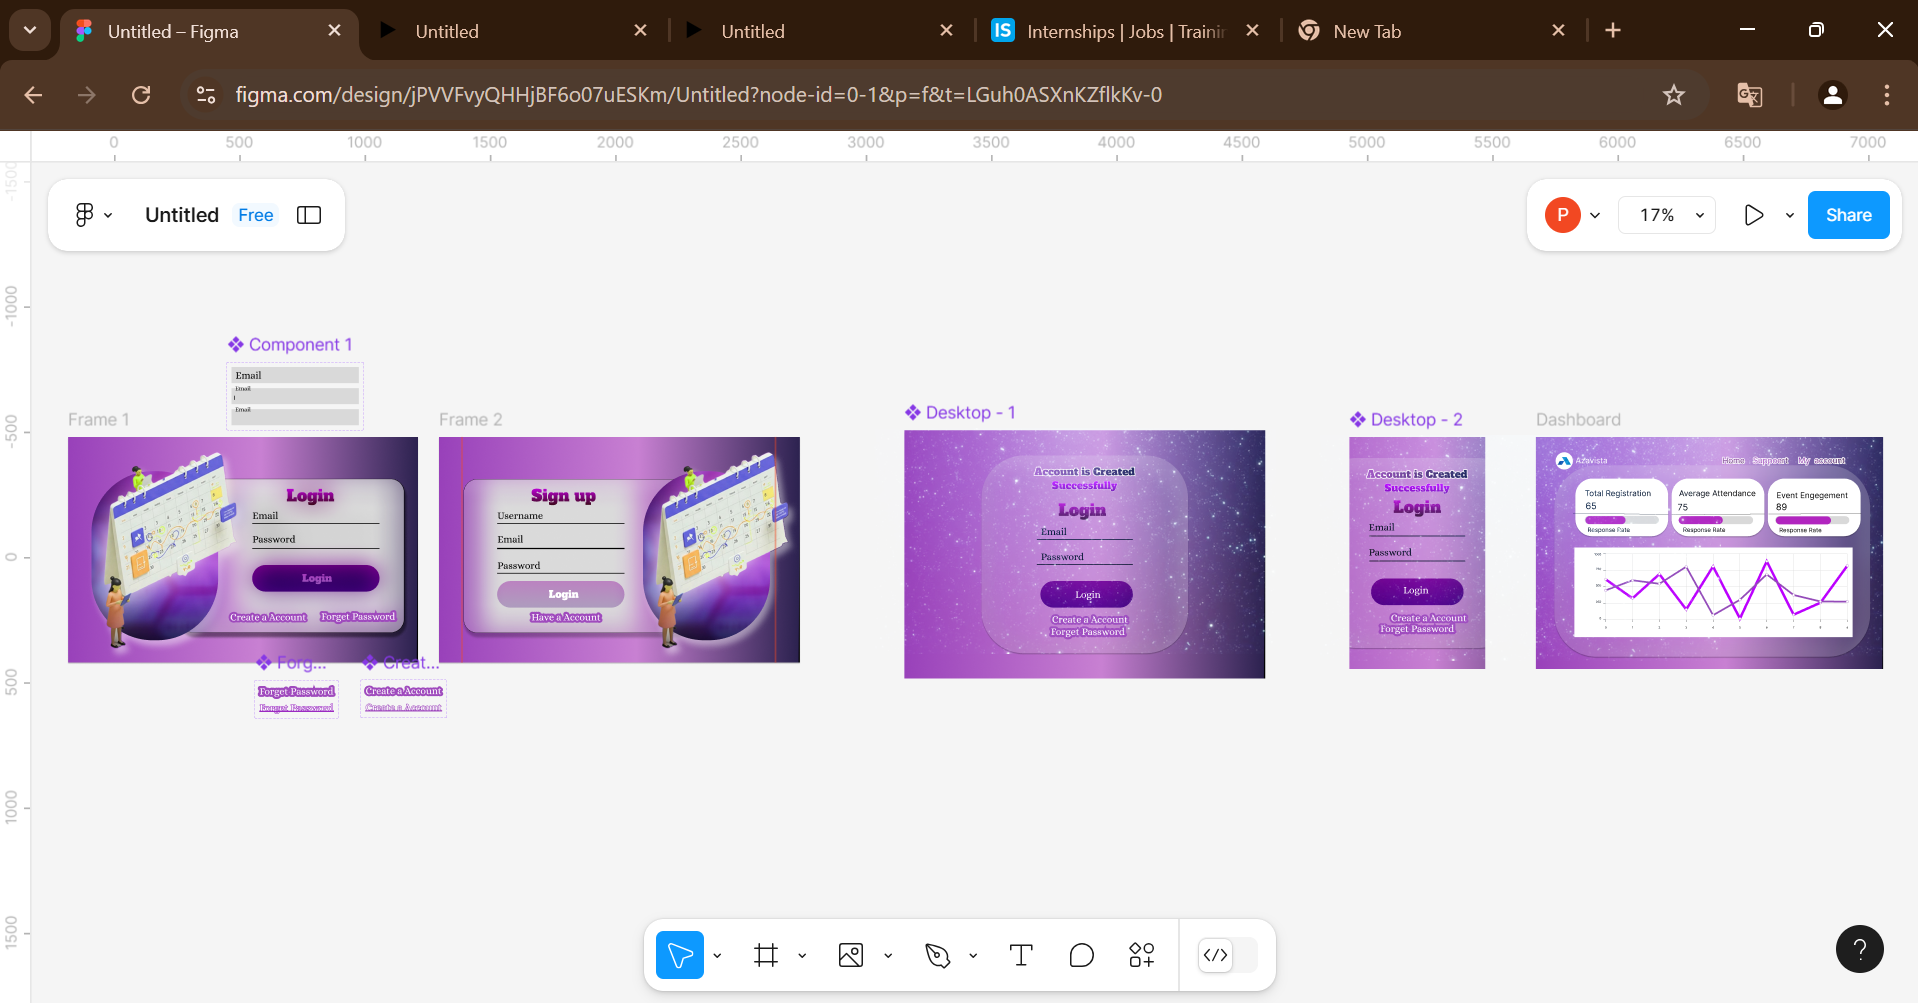 Untitled – Figma
Untitled
Untitled
IS Internships | Jobs | Trainin
New Tab
figma.com/design/jPVVFvyQHHjBF6o07uESKm/Untitled?node-id=0-1&p=f&t=LGuh0ASXnKZflkKv-0
0 500 1000 1500 2000 2500 3000 3500 4000 4500 5000 5500 6000 6500 7000
-1500
-1000
-500
0
500
1000
1500
Untitled Free
P 17% Share
Component 1
Email
Email
Email
Frame 1
Login
Email
Password
Login
Create a Account Forget Password
Frame 2
Sign up
Username
Email
Password
Login
Have a Account
Forg...
Forget Password
Forget Password
Creat...
Create a Account
Create a Account
Desktop - 1
Account is Created
Successfully
Login
Email
Password
Login
Create a Account
Forget Password
Desktop - 2
Account is Created
Successfully
Login
Email
Password
Login
Create a Account
Forget Password
Dashboard
Azavista
Home Suppoert My account
Total Registration
65
Response Rate
Average Attendance
75
Response Rate
Event Engegement
89
Response Rate
?